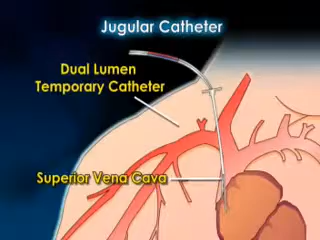 Jugular Catheter
Dual Lumen
Temporary Catheter
Superior Vena Cava